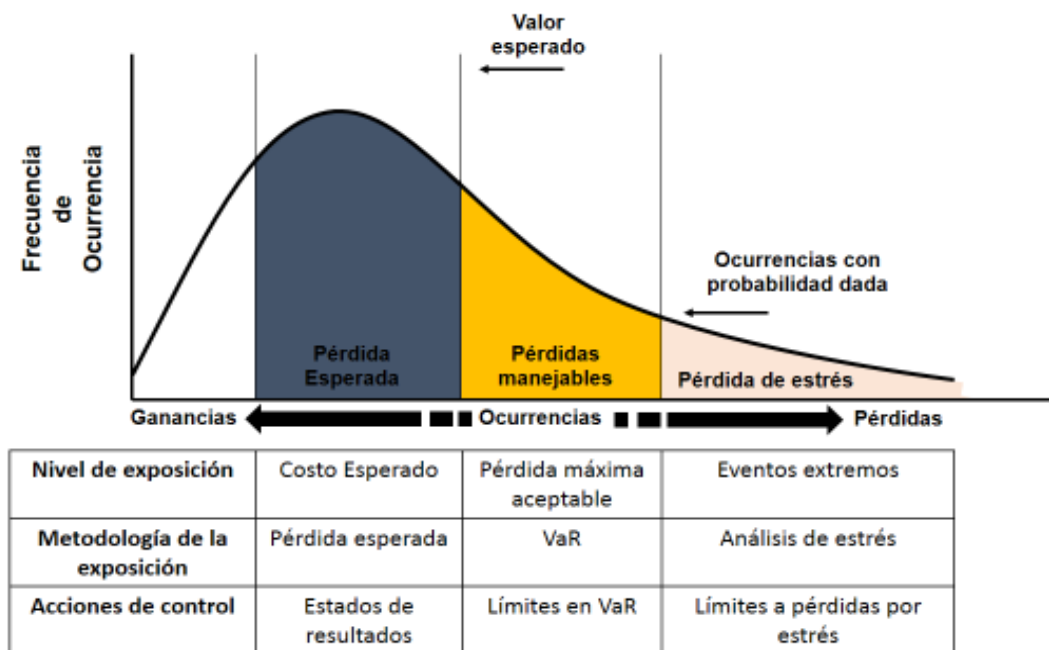 Valor
esperado
Frecuencia
de
Ocurrencia
Ocurrencias con
probabilidad dada
Pérdida
Esperada
Pérdidas
manejables
Pérdida de estrés
Ganancias
Ocurrencias
Pérdidas
Nivel de exposición
Costo Esperado
Pérdida máxima
aceptable
Eventos extremos
Metodología de la
exposición
Pérdida esperada
VaR
Análisis de estrés
Acciones de control
Estados de
resultados
Límites en VaR
Límites a pérdidas por
estrés